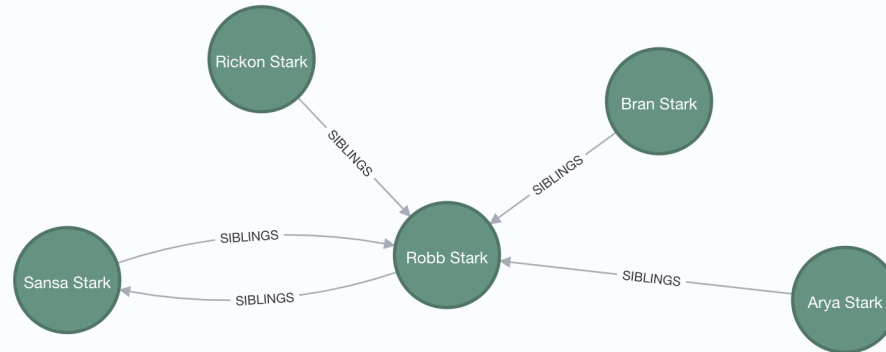 Rickon Stark
Bran Stark
SIBLINGS
SIBLINGS
SIBLINGS
Robb Stark
SIBLINGS
Sansa Stark
SIBLINGS
Arya Stark